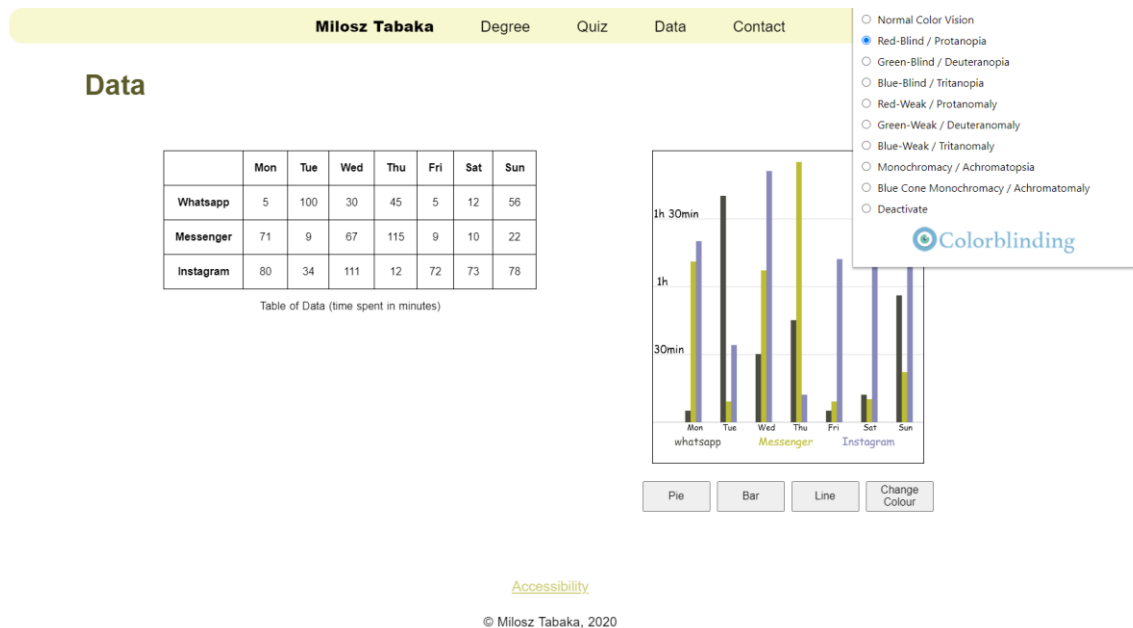 Milosz Tabaka Degree Quiz Data Contact
Normal Color Vision
Red-Blind / Protanopia
Green-Blind / Deuteranopia
Blue-Blind / Tritanopia
Red-Weak / Protanomaly
Green-Weak / Deuteranomaly
Blue-Weak / Tritanomaly
Monochromacy / Achromatopsia
Blue Cone Monochromacy / Achromatomaly
Deactivate
Colorblinding
Data
Mon Tue Wed Thu Fri Sat Sun
Whatsapp 5 100 30 45 5 12 56
Messenger 71 9 67 115 9 10 22
Instagram 80 34 111 12 72 73 78
Table of Data (time spent in minutes)
1h 30min
1h
30min
Mon Tue Wed Thu Fri Sat Sun
whatsapp Messenger Instagram
Pie Bar Line Change
Colour
Accessibility
© Milosz Tabaka, 2020